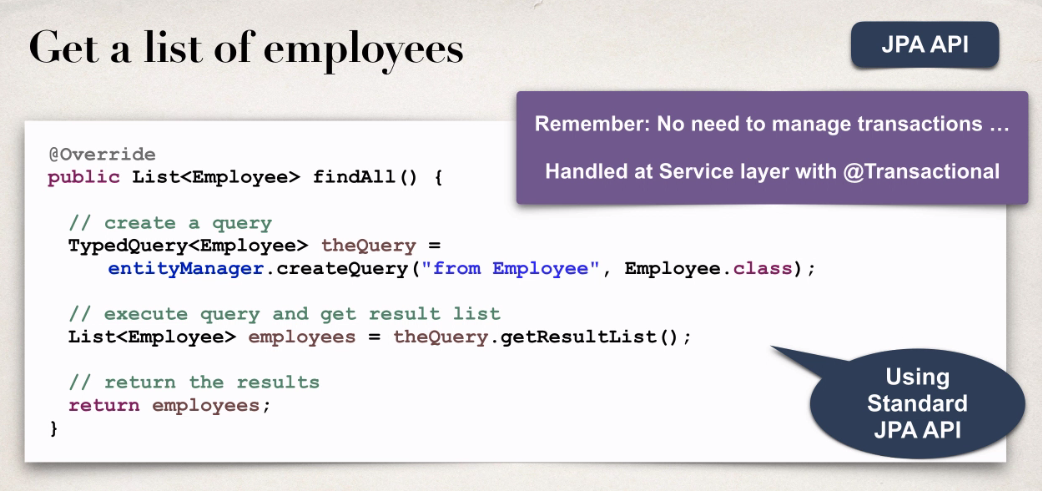 Get a list of employees
JPA API
Remember: No need to manage transactions …
Handled at Service layer with @Transactional
@Override
public List<Employee> findAll() {
// create a query
TypedQuery<Employee> theQuery =
entityManager.createQuery("from Employee", Employee.class);
// execute query and get result list
List<Employee> employees = theQuery.getResultList();
// return the results
return employees;
}
Using
Standard
JPA API